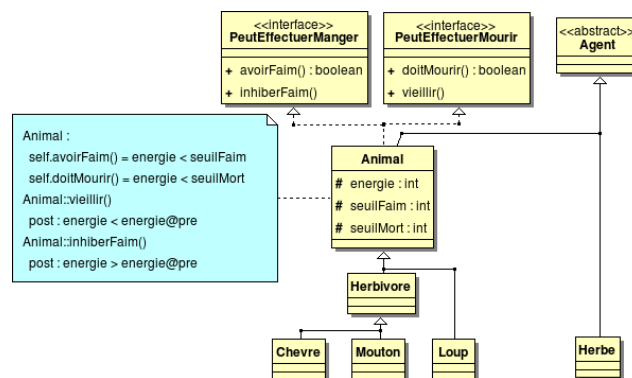 <<interface>>
PeutEffectuerManger
+ avoirFaim() : boolean
+ inhiberFaim()
<<interface>>
PeutEffectuerMourir
+ doitMourir() : boolean
+ vieillir()
<<abstract>>
Agent
Animal :
self.avoirFaim() = energie < seuilFaim
self.doitMourir() = energie < seuilMort
Animal::vieillir()
post : energie < energie@pre
Animal::inhiberFaim()
post : energie > energie@pre
Animal
# energie : int
# seuilFaim : int
# seuilMort : int
Herbivore
Chevre
Mouton
Loup
Herbe